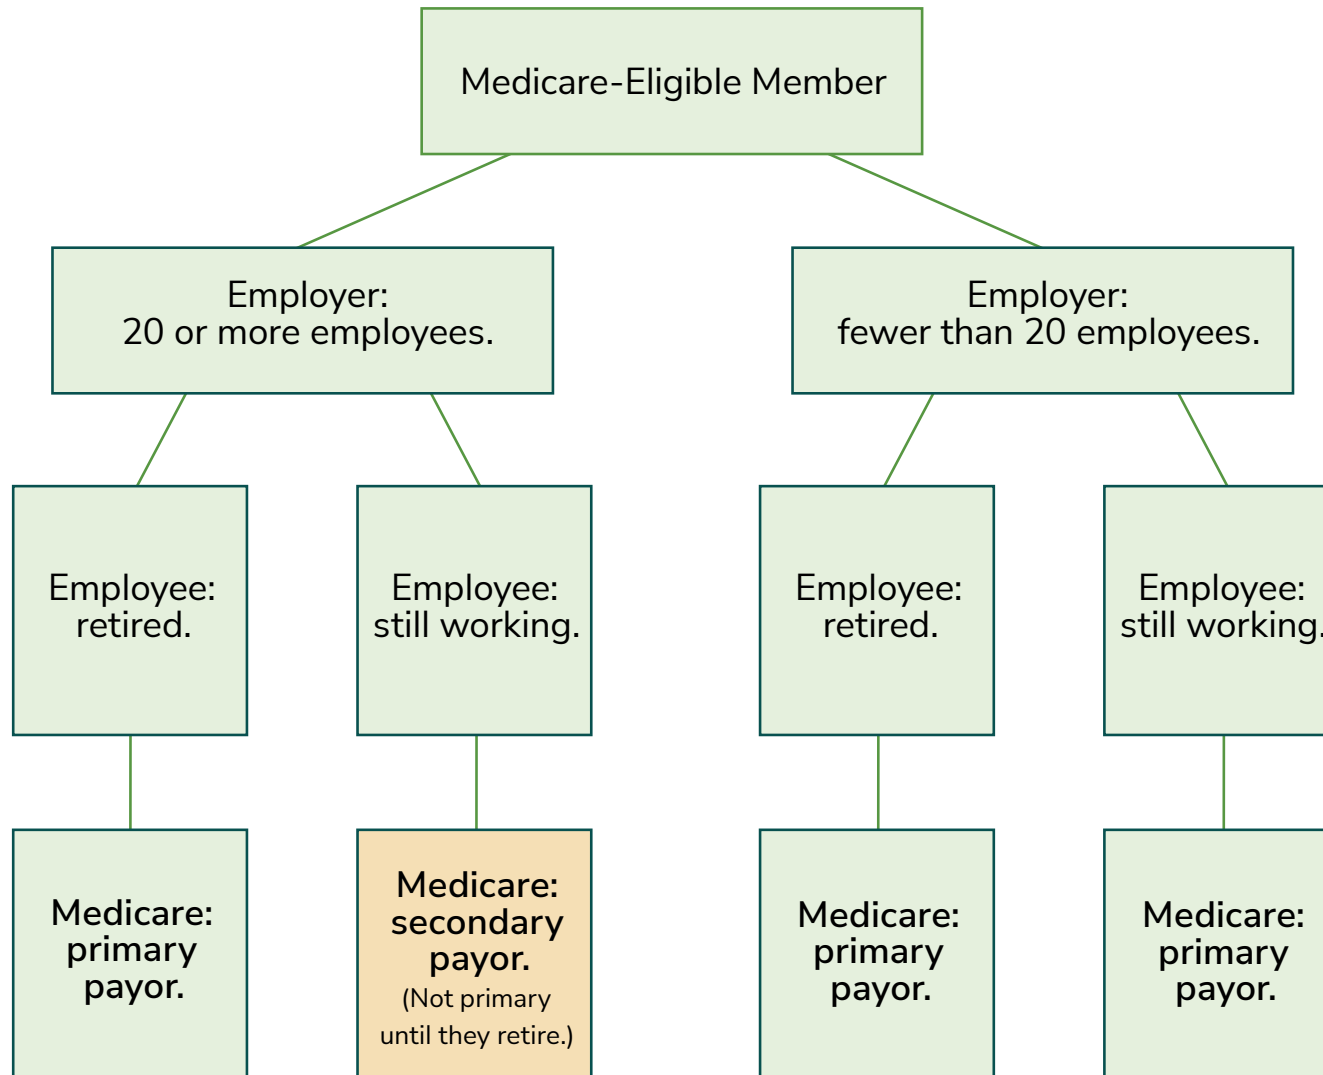 Medicare-Eligible Member
Employer:
20 or more employees.
Employer:
fewer than 20 employees.
Employee:
retired.
Employee:
still working.
Employee:
retired.
Employee:
still working.
Medicare:
primary
payor.
Medicare:
secondary
payor.
(Not primary
until they retire.)
Medicare:
primary
payor.
Medicare:
primary
payor.